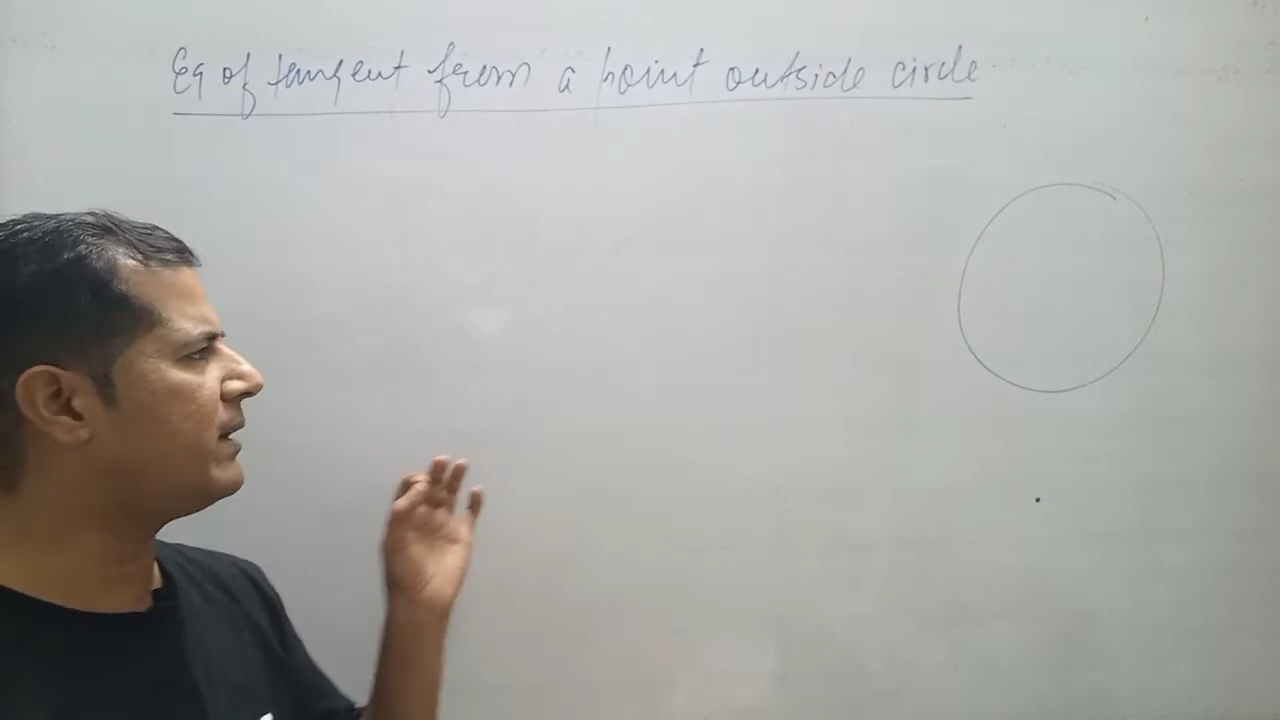 Eq of tangent from a point outside circle.